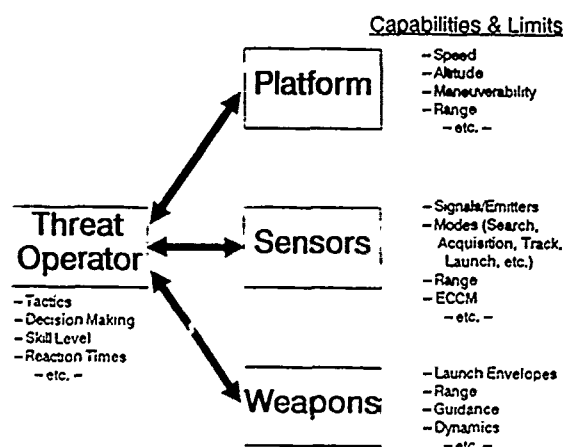 Capabilities & Limits
Platform
– Speed
– Altitude
– Maneuverability
– Range
– etc. –
Threat
Operator
– Tactics
– Decision Making
– Skill Level
– Reaction Times
– etc. –
Sensors
– Signals/Emitters
– Modes (Search,
Acquisition, Track,
Launch, etc.)
– Range
– ECCM
– etc. –
Weapons
– Launch Envelopes
– Range
– Guidance
– Dynamics
– etc. –